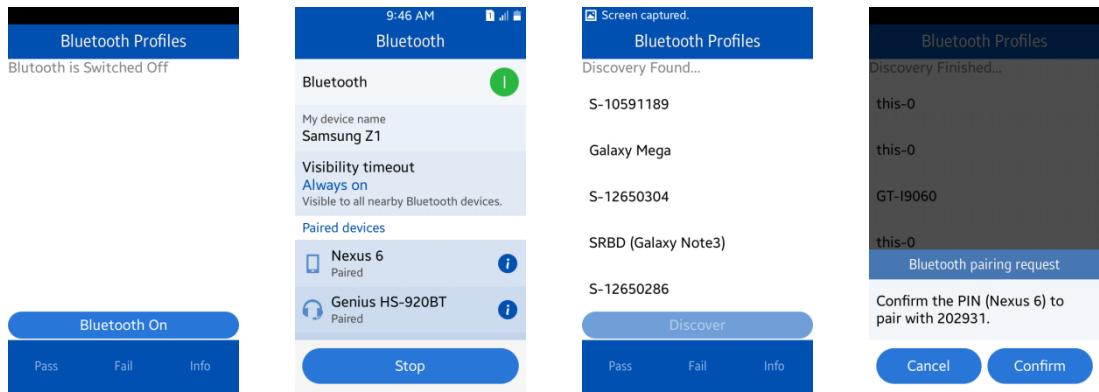 Bluetooth Profiles
Blutooth is Switched Off
Bluetooth On
Pass Fail Info
9:46 AM
Bluetooth
Bluetooth
My device name
Samsung Z1
Visibility timeout
Always on
Visible to all nearby Bluetooth devices.
Paired devices
Nexus 6
Paired
Genius HS-920BT
Paired
Stop
Screen captured.
Bluetooth Profiles
Discovery Found...
S-10591189
Galaxy Mega
S-12650304
SRBD (Galaxy Note3)
S-12650286
Discover
Pass Fail Info
Bluetooth Profiles
Discovery Finished...
this-0
this-0
GT-I9060
this-0
Bluetooth pairing request
Confirm the PIN (Nexus 6) to
pair with 202931.
Cancel Confirm